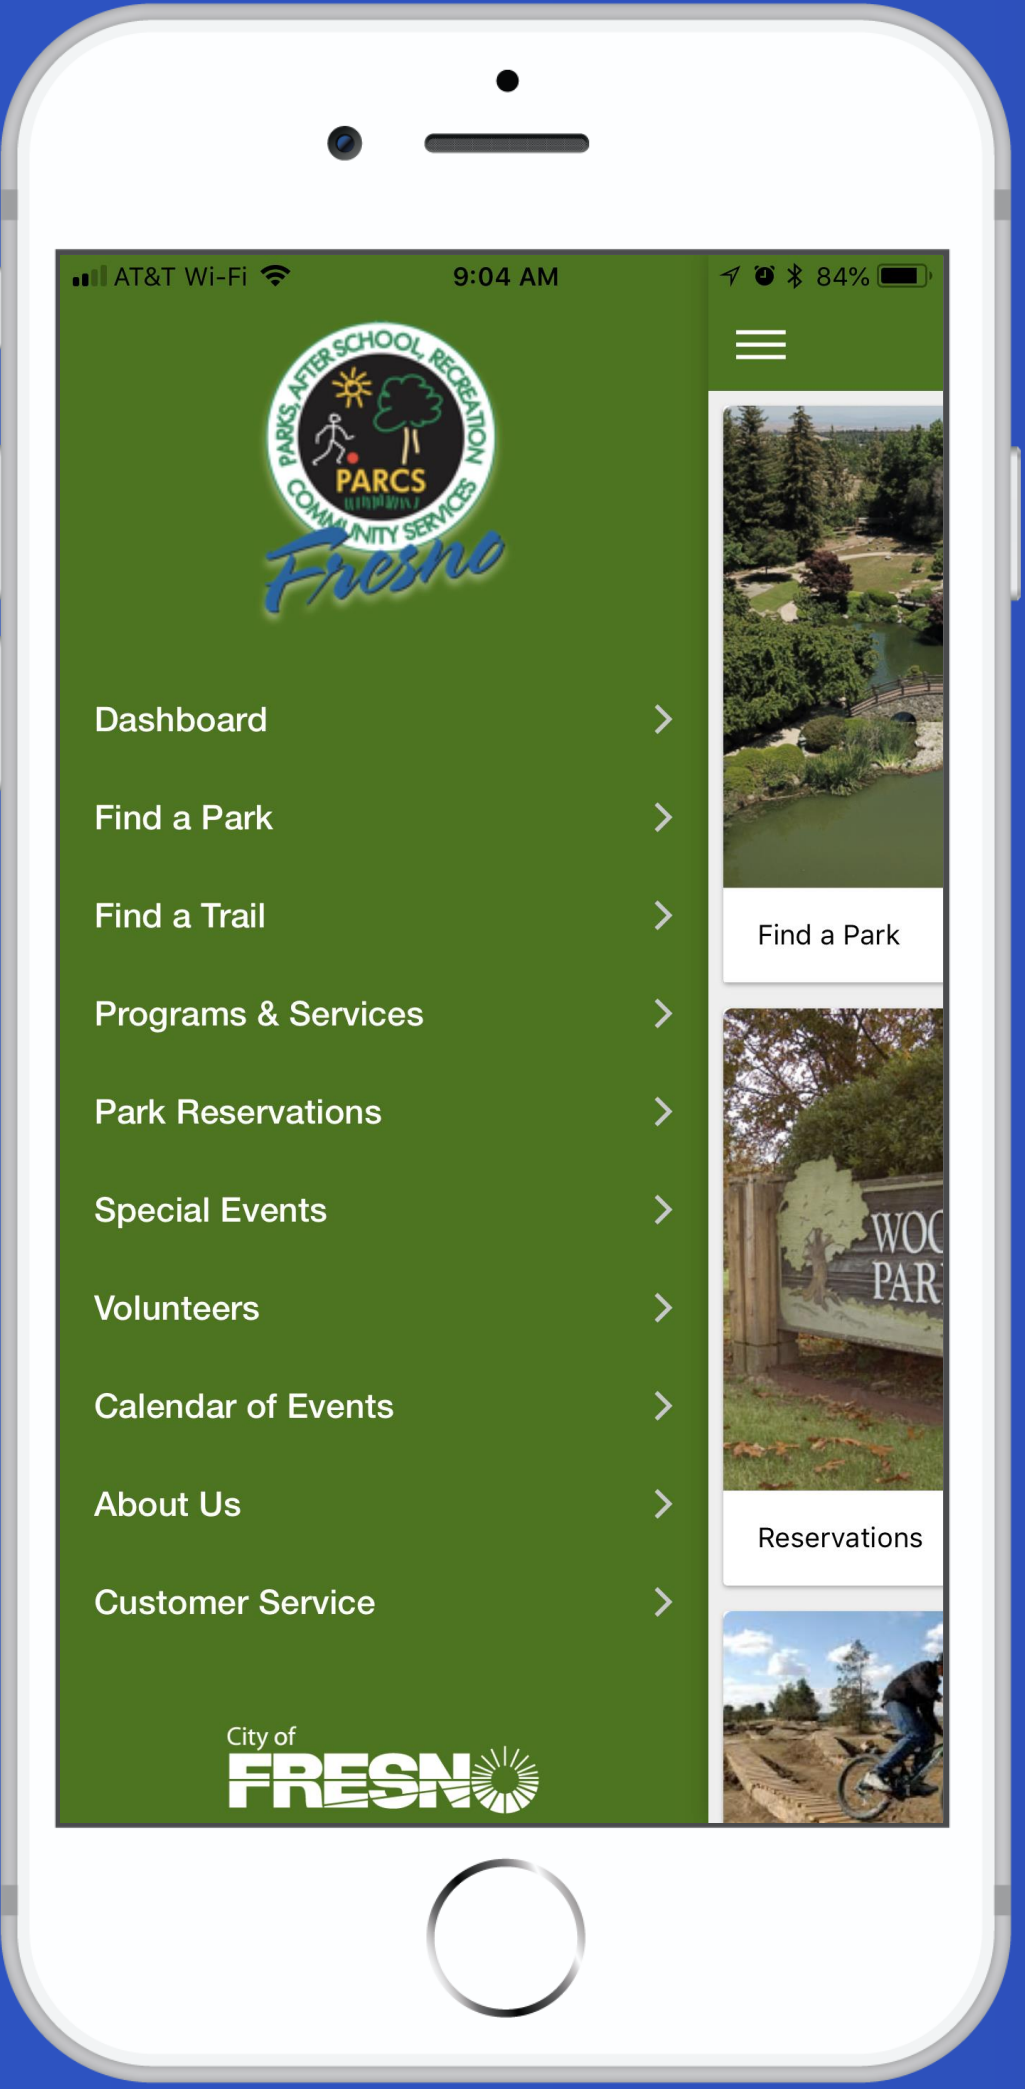 AT&T Wi-Fi 9:04 AM 84%
PARKS, AFTER SCHOOL, RECREATION
COMMUNITY SERVICES
PARCS
Fresno
Dashboard
Find a Park
Find a Trail
Programs & Services
Park Reservations
Special Events
Volunteers
Calendar of Events
About Us
Customer Service
City of
FRESNO
Find a Park
PAR
Reservations